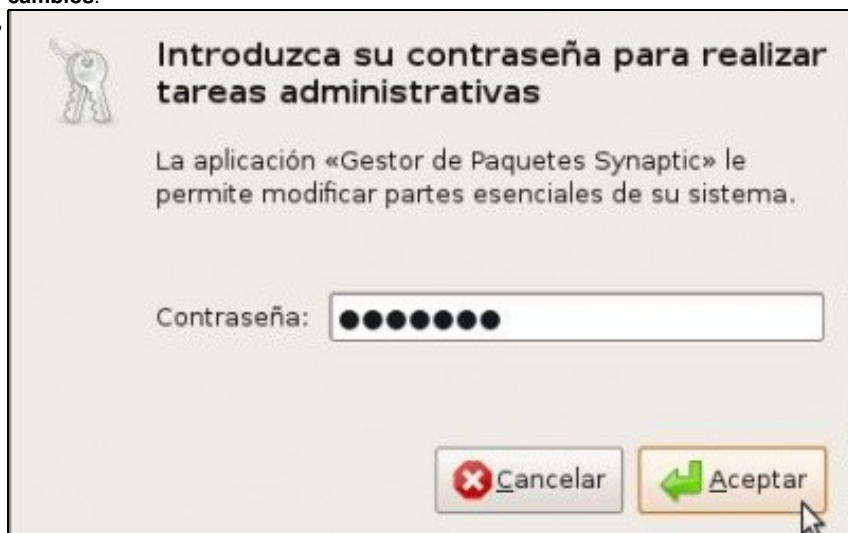 cambios.
Introduzca su contraseña para realizar
tareas administrativas
La aplicación «Gestor de Paquetes Synaptic» le
permite modificar partes esenciales de su sistema.
Contraseña: ●●●●●●●
Cancelar Aceptar